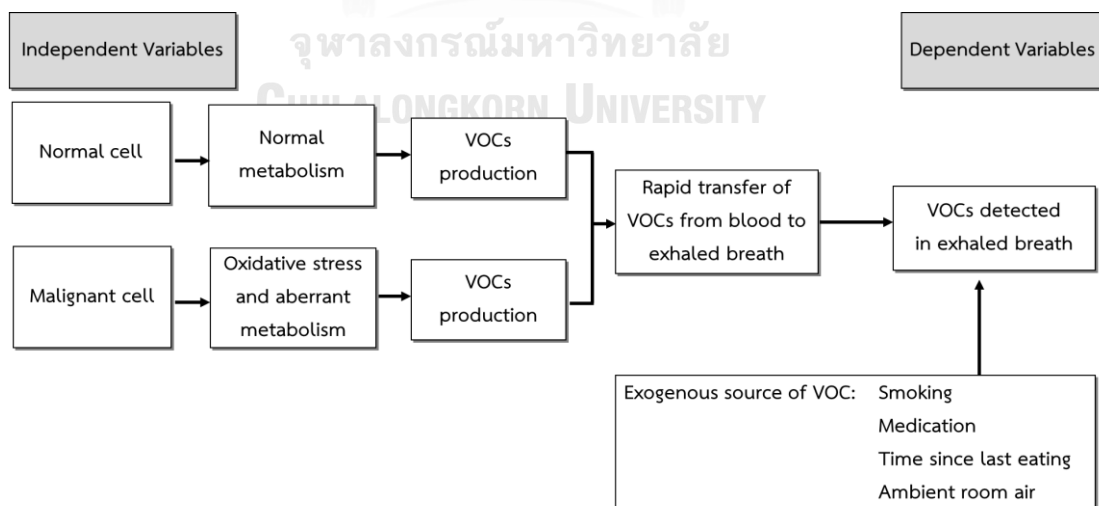 Independent Variables
จุฬาลงกรณ์มหาวิทยาลัย
CHULALONGKORN UNIVERSITY
Dependent Variables
Normal cell
Normal
metabolism
VOCs
production
Malignant cell
Oxidative stress
and aberrant
metabolism
VOCs
production
Rapid transfer of
VOCs from blood to
exhaled breath
VOCs detected
in exhaled breath
Exogenous source of VOC: Smoking
Medication
Time since last eating
Ambient room air